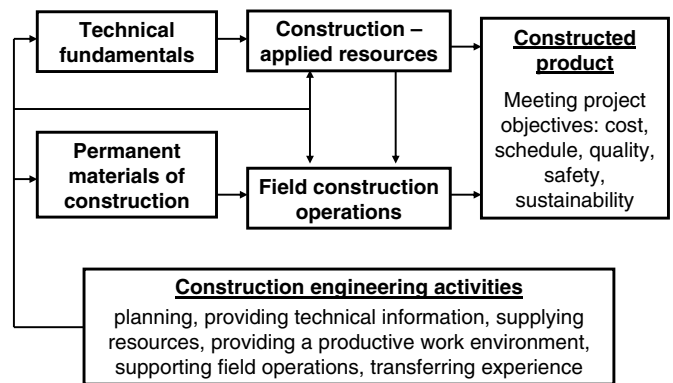 Technical
fundamentals
Construction –
applied resources
Constructed
product
Meeting project
objectives: cost,
schedule, quality,
safety,
sustainability
Permanent
materials of
construction
Field construction
operations
Construction engineering activities
planning, providing technical information, supplying
resources, providing a productive work environment,
supporting field operations, transferring experience